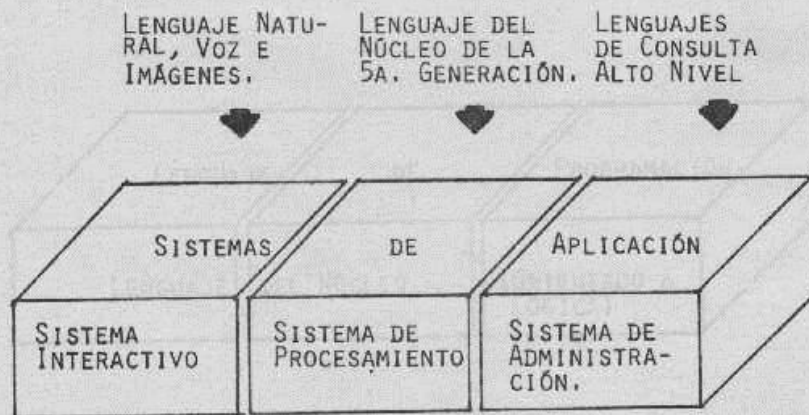 LENGUAJE NATU-
RAL, VOZ E
IMÁGENES.
LENGUAJE DEL
NÚCLEO DE LA
5A. GENERACIÓN.
LENGUAJES
DE CONSULTA
ALTO NIVEL
SISTEMAS DE APLICACIÓN
SISTEMA
INTERACTIVO
SISTEMA DE
PROCESAMIENTO
SISTEMA DE
ADMINISTRA-
CIÓN.